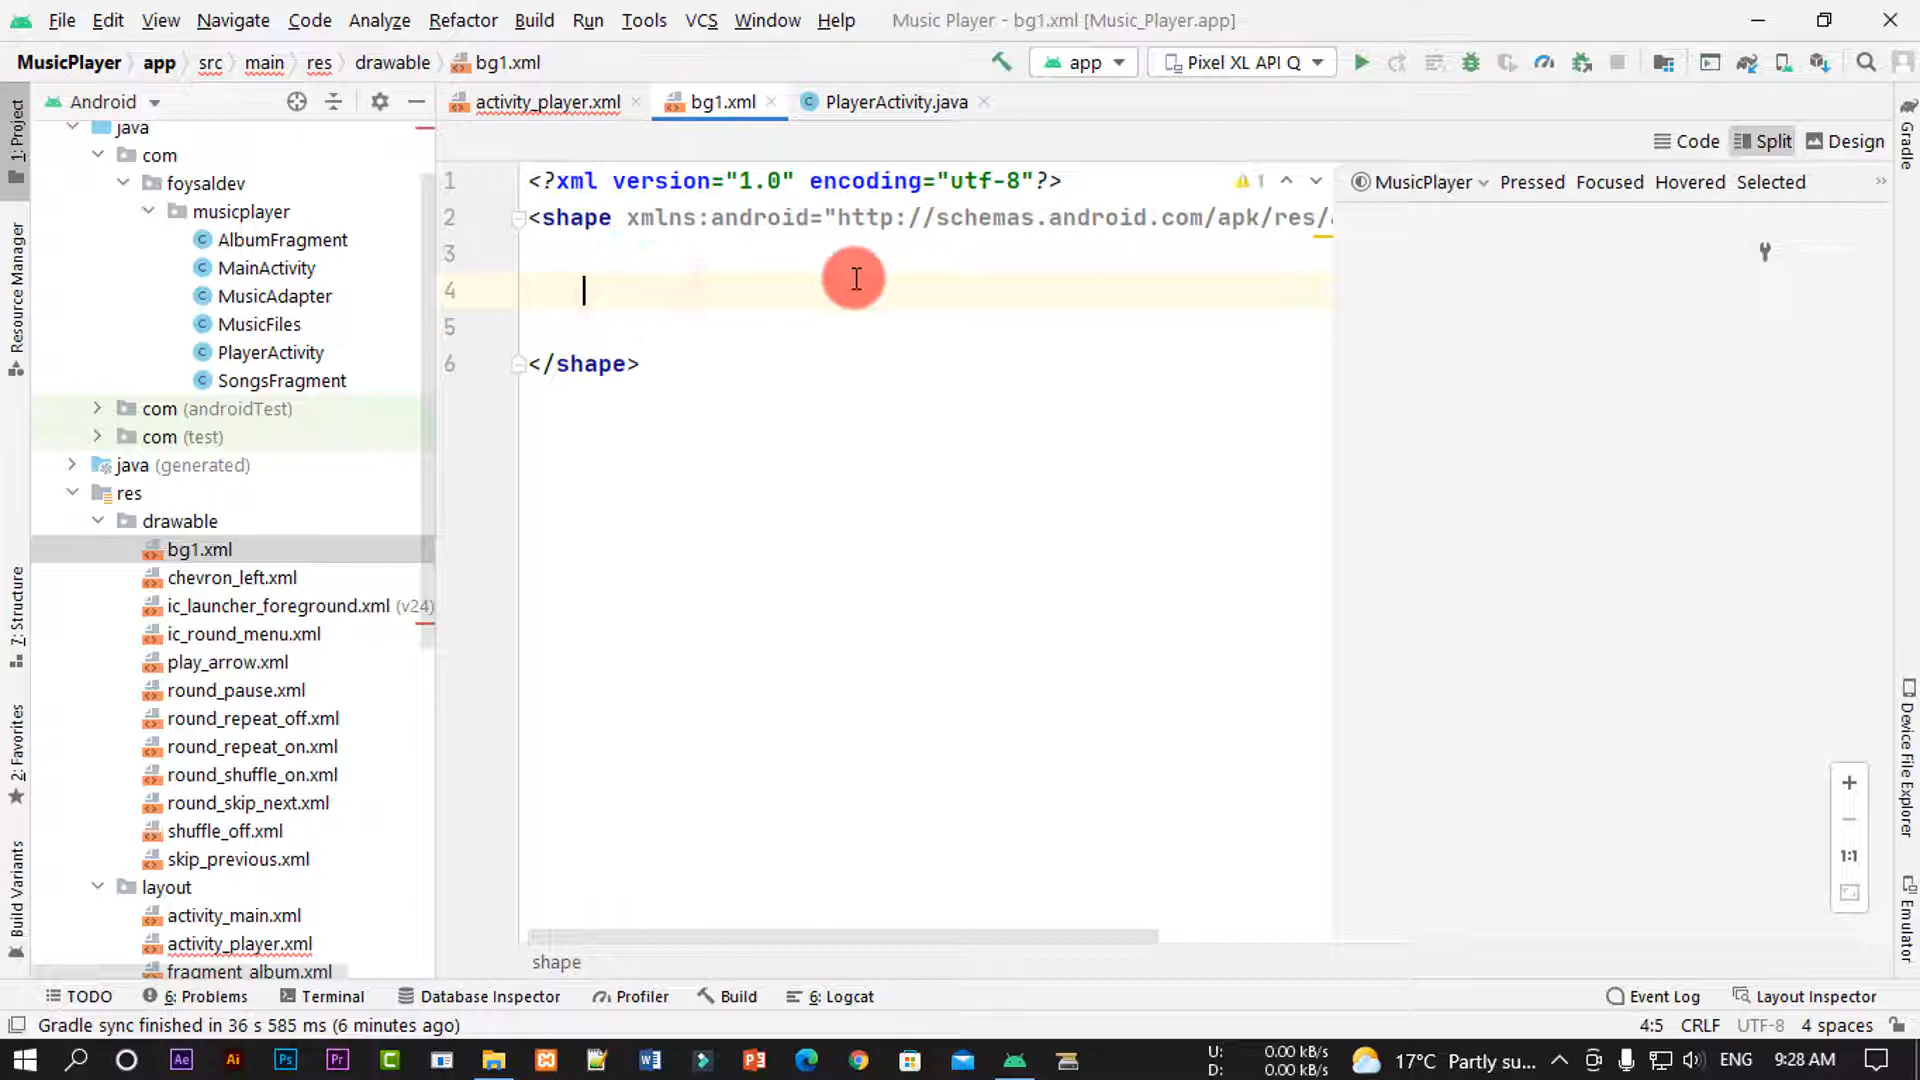 File Edit View Navigate Code Analyze Refactor Build Run Tools VCS Window Help Music Player - bg1.xml [Music_Player.app]
MusicPlayer app src main res drawable bg1.xml app Pixel XL API Q
Android activity_player.xml bg1.xml PlayerActivity.java
Code Split Design
java
com
foysaldev
musicplayer
AlbumFragment
MainActivity
MusicAdapter
MusicFiles
PlayerActivity
SongsFragment
com (androidTest)
com (test)
java (generated)
res
drawable
bg1.xml
chevron_left.xml
ic_launcher_foreground.xml (v24)
ic_round_menu.xml
play_arrow.xml
round_pause.xml
round_repeat_off.xml
round_repeat_on.xml
round_shuffle_on.xml
round_skip_next.xml
shuffle_off.xml
skip_previous.xml
layout
activity_main.xml
activity_player.xml
fragment_album.xml
1: Project
Resource Manager
7: Structure
2: Favorites
Build Variants
1 <?xml version="1.0" encoding="utf-8"?>
2 <shape xmlns:android="http://schemas.android.com/apk/res/
3
4
5
6 </shape>
1
shape
MusicPlayer Pressed Focused Hovered Selected
1:1
Gradle
Device File Explorer
Emulator
TODO 6: Problems Terminal Database Inspector Profiler Build 6: Logcat Event Log Layout Inspector
Gradle sync finished in 36 s 585 ms (6 minutes ago) 4:5 CRLF UTF-8 4 spaces
Ae Ai Ps Pr C
U: 0.00 kB/s
D: 0.00 kB/s
17°C Partly su... ENG 9:28 AM